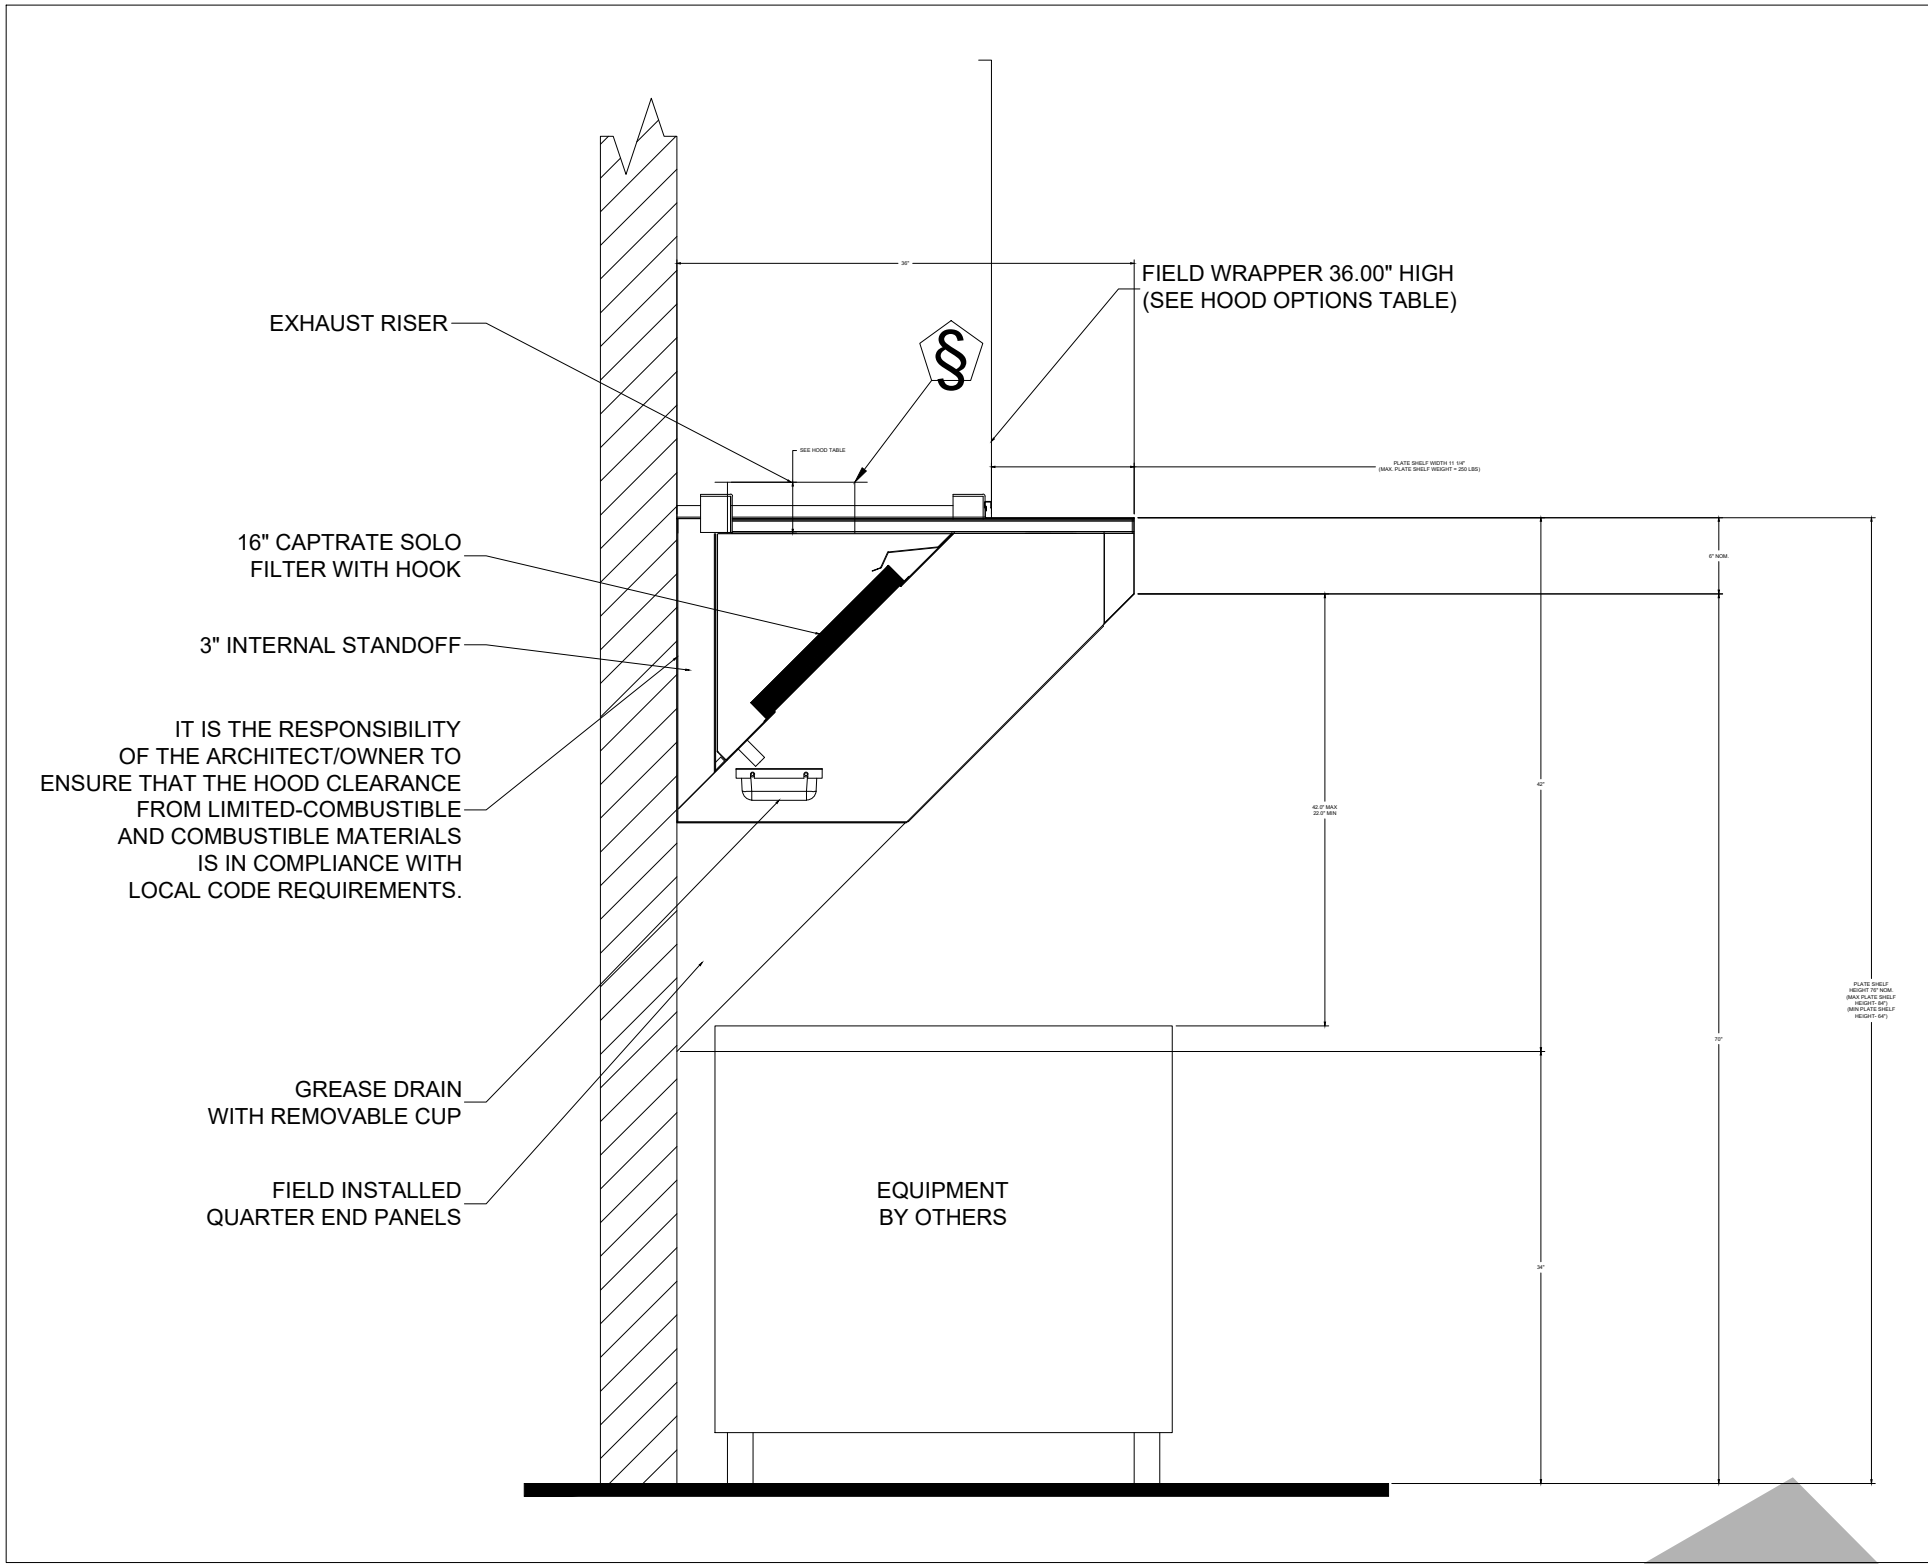 36"
FIELD WRAPPER 36.00" HIGH
(SEE HOOD OPTIONS TABLE)
EXHAUST RISER
§
SEE HOOD TABLE
PLATE SHELF WIDTH 11 1/4"
(MAX. PLATE SHELF WEIGHT = 250 LBS)
16" CAPTRATE SOLO
FILTER WITH HOOK
6" NOM.
3" INTERNAL STANDOFF
IT IS THE RESPONSIBILITY
OF THE ARCHITECT/OWNER TO
ENSURE THAT THE HOOD CLEARANCE
FROM LIMITED-COMBUSTIBLE
AND COMBUSTIBLE MATERIALS
IS IN COMPLIANCE WITH
LOCAL CODE REQUIREMENTS.
42"
42.0" MAX
22.0" MIN
PLATE SHELF
HEIGHT 76" NOM.
(MAX PLATE SHELF
HEIGHT- 84")
(MIN PLATE SHELF
HEIGHT- 64")
70"
GREASE DRAIN
WITH REMOVABLE CUP
FIELD INSTALLED
QUARTER END PANELS
EQUIPMENT
BY OTHERS
34"